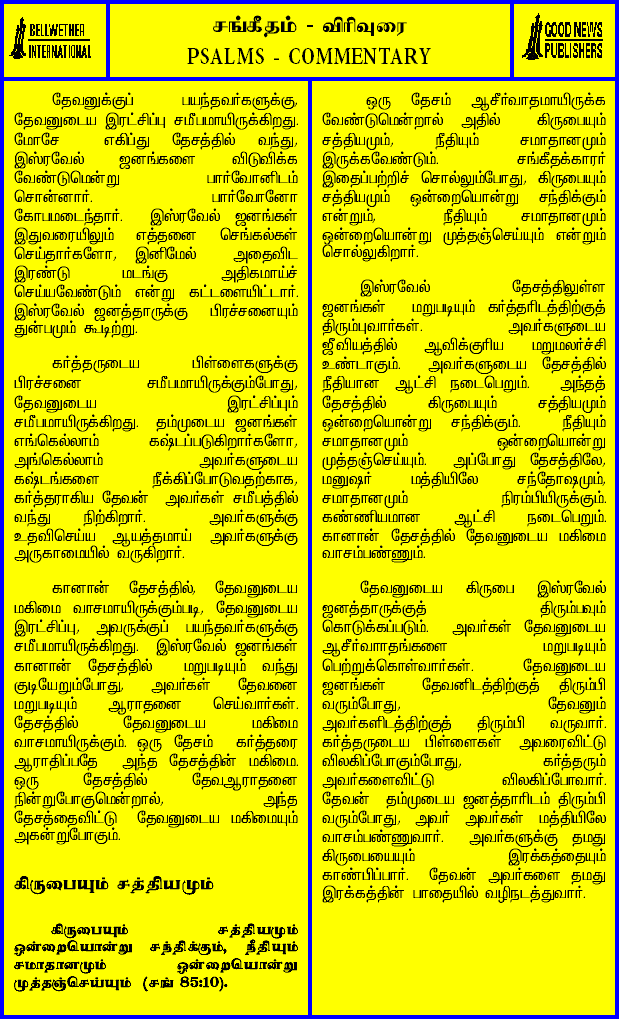 BELLWETHER
INTERNATIONAL
சங்கீதம் - விரிவுரை
PSALMS - COMMENTARY
GOOD NEWS
PUBLISHERS
தேவனுக்குப் பயந்தவர்களுக்கு,
தேவனுடைய இரட்சிப்பு சமீபமாயிருக்கிறது.
மோசே எகிப்து தேசத்தில் வந்து,
இஸ்ரவேல் ஜனங்களை விடுவிக்க
வேண்டுமென்று பார்வோனிடம்
சொன்னார். பார்வோனோ
கோபமடைந்தார். இஸ்ரவேல் ஜனங்கள்
இதுவரையிலும் எத்தனை செங்கல்கள்
செய்தார்களோ, இனிமேல் அதைவிட
இரண்டு மடங்கு அதிகமாய்ச்
செய்யவேண்டும் என்று கட்டளையிட்டார்.
இஸ்ரவேல் ஜனத்தாருக்கு பிரச்சனையும்
துன்பமும் கூடிற்று.
கர்த்தருடைய பிள்ளைகளுக்கு
பிரச்சனை சமீபமாயிருக்கும்போது,
தேவனுடைய இரட்சிப்பும்
சமீபமாயிருக்கிறது. தம்முடைய ஜனங்கள்
எங்கெல்லாம் கஷ்டப்படுகிறார்களோ,
அங்கெல்லாம் அவர்களுடைய
கஷ்டங்களை நீக்கிப்போடுவதற்காக,
கர்த்தராகிய தேவன் அவர்கள் சமீபத்தில்
வந்து நிற்கிறார். அவர்களுக்கு
உதவிசெய்ய ஆயத்தமாய் அவர்களுக்கு
அருகாமையில் வருகிறார்.
கானான் தேசத்தில், தேவனுடைய
மகிமை வாசமாயிருக்கும்படி, தேவனுடைய
இரட்சிப்பு, அவருக்குப் பயந்தவர்களுக்கு
சமீபமாயிருக்கிறது. இஸ்ரவேல் ஜனங்கள்
கானான் தேசத்தில் மறுபடியும் வந்து
குடியேறும்போது, அவர்கள் தேவனை
மறுபடியும் ஆராதனை செய்வார்கள்.
தேசத்தில் தேவனுடைய மகிமை
வாசமாயிருக்கும். ஒரு தேசம் கர்த்தரை
ஆராதிப்பதே அந்த தேசத்தின் மகிமை.
ஒரு தேசத்தில் தேவஆராதனை
நின்றுபோகுமென்றால், அந்த
தேசத்தைவிட்டு தேவனுடைய மகிமையும்
அகன்றுபோகும்.
கிருபையும் சத்தியமும்
கிருபையும் சத்தியமும்
ஒன்றையொன்று சந்திக்கும், நீதியும்
சமாதானமும் ஒன்றையொன்று
முத்தஞ்செய்யும் (சங் 85:10).
ஒரு தேசம் ஆசீர்வாதமாயிருக்க
வேண்டுமென்றால் அதில் கிருபையும்
சத்தியமும், நீதியும் சமாதானமும்
இருக்கவேண்டும். சங்கீதக்காரர்
இதைப்பற்றிச் சொல்லும்போது, கிருபையும்
சத்தியமும் ஒன்றையொன்று சந்திக்கும்
என்றும், நீதியும் சமாதானமும்
ஒன்றையொன்று முத்தஞ்செய்யும் என்றும்
சொல்லுகிறார்.
இஸ்ரவேல் தேசத்திலுள்ள
ஜனங்கள் மறுபடியும் கர்த்தரிடத்திற்குத்
திரும்புவார்கள். அவர்களுடைய
ஜீவியத்தில் ஆவிக்குரிய மறுமலர்ச்சி
உண்டாகும். அவர்களுடைய தேசத்தில்
நீதியான ஆட்சி நடைபெறும். அந்தத்
தேசத்தில் கிருபையும் சத்தியமும்
ஒன்றையொன்று சந்திக்கும். நீதியும்
சமாதானமும் ஒன்றையொன்று
முத்தஞ்செய்யும். அப்போது தேசத்திலே,
மனுஷர் மத்தியிலே சந்தோஷமும்,
சமாதானமும் நிரம்பியிருக்கும்.
கண்ணியமான ஆட்சி நடைபெறும்.
கானான் தேசத்தில் தேவனுடைய மகிமை
வாசம்பண்ணும்.
தேவனுடைய கிருபை இஸ்ரவேல்
ஜனத்தாருக்குத் திரும்பவும்
கொடுக்கப்படும். அவர்கள் தேவனுடைய
ஆசீர்வாதங்களை மறுபடியும்
பெற்றுக்கொள்வார்கள். தேவனுடைய
ஜனங்கள் தேவனிடத்திற்குத் திரும்பி
வரும்போது, தேவனும்
அவர்களிடத்திற்குத் திரும்பி வருவார்.
கர்த்தருடைய பிள்ளைகள் அவரைவிட்டு
விலகிப்போகும்போது, கர்த்தரும்
அவர்களைவிட்டு விலகிப்போவார்.
தேவன் தம்முடைய ஜனத்தாரிடம் திரும்பி
வரும்போது, அவர் அவர்கள் மத்தியிலே
வாசம்பண்ணுவார். அவர்களுக்கு தமது
கிருபையையும் இரக்கத்தையும்
காண்பிப்பார். தேவன் அவர்களை தமது
இரக்கத்தின் பாதையில் வழிநடத்துவார்.